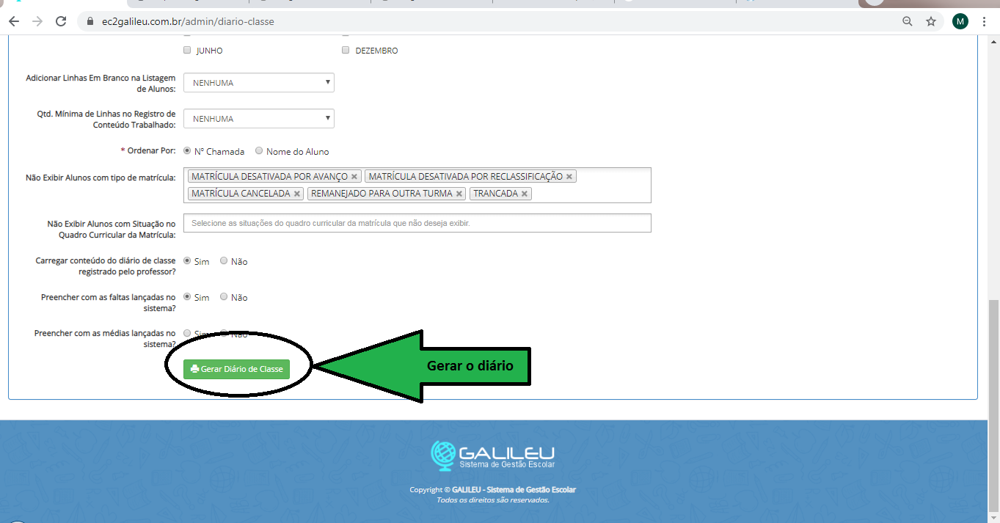 ec2galileu.com.br/admin/diario-classe
M
JUNHO
DEZEMBRO
Adicionar Linhas Em Branco na Listagem
de Alunos:
NENHUMA
Qtd. Mínima de Linhas no Registro de
Conteúdo Trabalhado:
NENHUMA
* Ordenar Por:
Nº Chamada
Nome do Aluno
Não Exibir Alunos com tipo de matrícula:
MATRÍCULA DESATIVADA POR AVANÇO ×
MATRÍCULA DESATIVADA POR RECLASSIFICAÇÃO ×
MATRÍCULA CANCELADA ×
REMANEJADO PARA OUTRA TURMA ×
TRANCADA ×
Não Exibir Alunos com Situação no
Quadro Curricular da Matrícula:
Selecione as situações do quadro curricular da matrícula que não deseja exibir.
Carregar conteúdo do diário de classe
registrado pelo professor?
Sim
Não
Preencher com as faltas lançadas no
sistema?
Sim
Não
Preencher com as médias lançadas no
sistema?
Sim
Não
Gerar Diário de Classe
Gerar o diário
GALILEU
Sistema de Gestão Escolar
Copyright © GALILEU - Sistema de Gestão Escolar
Todos os direitos são reservados.